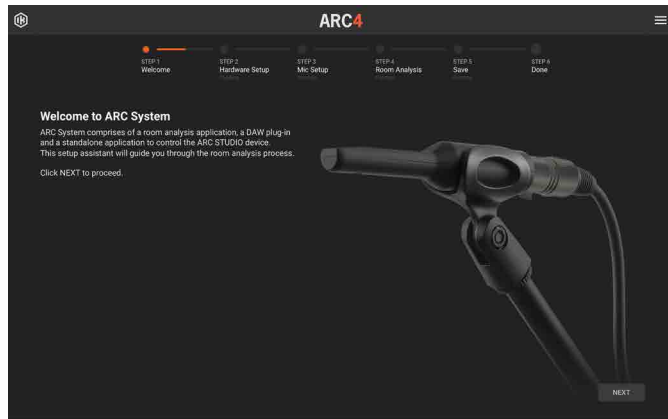 ARC4
STEP 1
Welcome
STEP 2
Hardware Setup
STEP 3
Mic Setup
STEP 4
Room Analysis
STEP 5
Save
STEP 6
Done
Welcome to ARC System
ARC System comprises of a room analysis application, a DAW plug-in
and a standalone application to control the ARC STUDIO device.
This setup assistant will guide you through the room analysis process.
Click NEXT to proceed.
NEXT